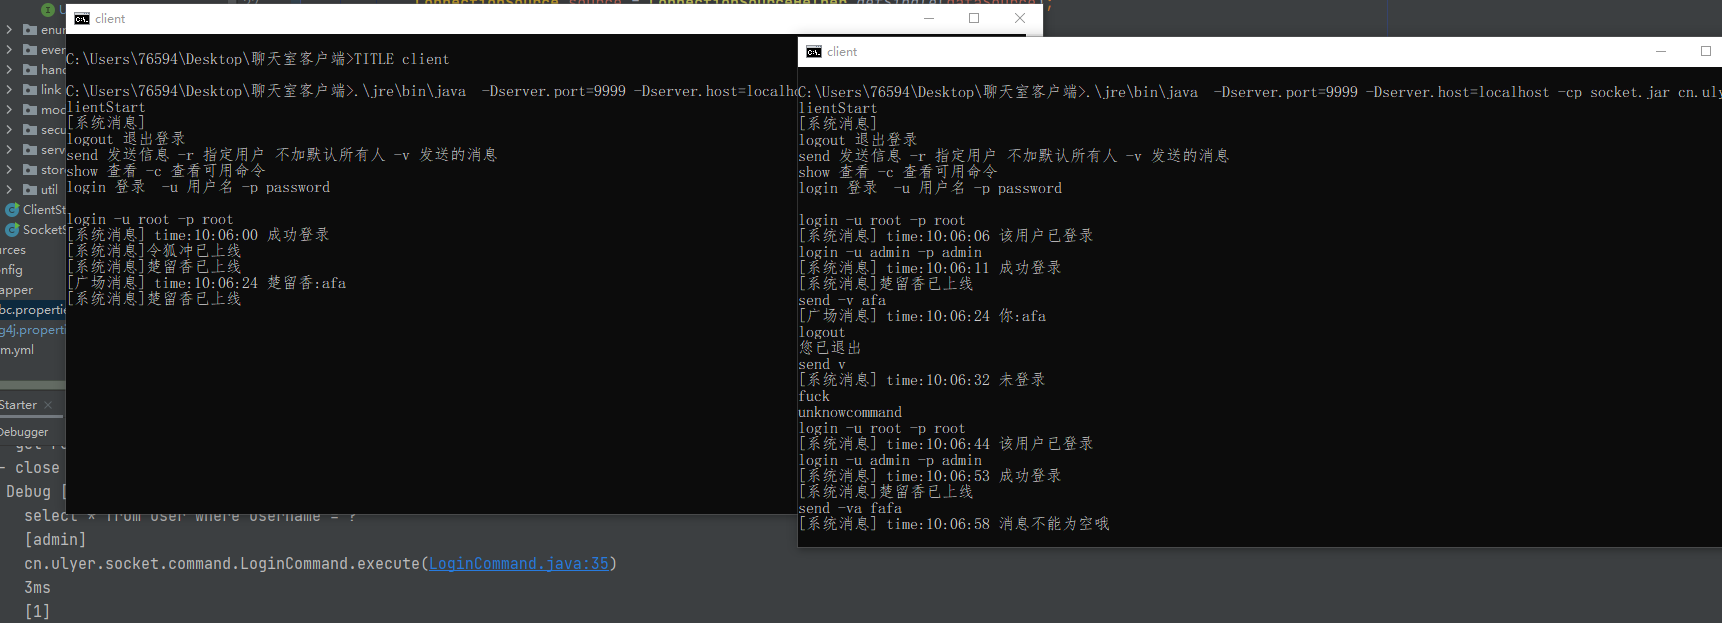 client
C:\Users\76594\Desktop\聊天室客户端>TITLE client
C:\Users\76594\Desktop\聊天室客户端>.\jre\bin\java  -Dserver.port=9999 -Dserver.host=localho
lientStart
[系统消息]
logout 退出登录
send 发送信息 -r 指定用户 不加默认所有人 -v 发送的消息
show 查看 -c 查看可用命令
login 登录  -u 用户名 -p password
login -u root -p root
[系统消息] time:10:06:00 成功登录
[系统消息]令狐冲已上线
[系统消息]楚留香已上线
[广场消息] time:10:06:24 楚留香:afa
[系统消息]楚留香已上线
client
C:\Users\76594\Desktop\聊天室客户端>.\jre\bin\java  -Dserver.port=9999 -Dserver.host=localhost -cp socket.jar cn.uly
lientStart
[系统消息]
logout 退出登录
send 发送信息 -r 指定用户 不加默认所有人 -v 发送的消息
show 查看 -c 查看可用命令
login 登录  -u 用户名 -p password
login -u root -p root
[系统消息] time:10:06:06 该用户已登录
login -u admin -p admin
[系统消息] time:10:06:11 成功登录
[系统消息]楚留香已上线
send -v afa
[广场消息] time:10:06:24 你:afa
logout
您已退出
send v
[系统消息] time:10:06:32 未登录
fuck
unknowcommand
login -u root -p root
[系统消息] time:10:06:44 该用户已登录
login -u admin -p admin
[系统消息] time:10:06:53 成功登录
[系统消息]楚留香已上线
send -va fafa
[系统消息] time:10:06:58 消息不能为空哦
enu
ever
hand
link
mod
secu
serv
stor
util
ClientSt
Socket
urces
nfig
apper
bc.properti
g4j.properti
m.yml
Starter
Debugger
- close
Debug [
select * from user where username = ?
[admin]
cn.ulyer.socket.command.LoginCommand.execute(LoginCommand.java:35)
3ms
[1]